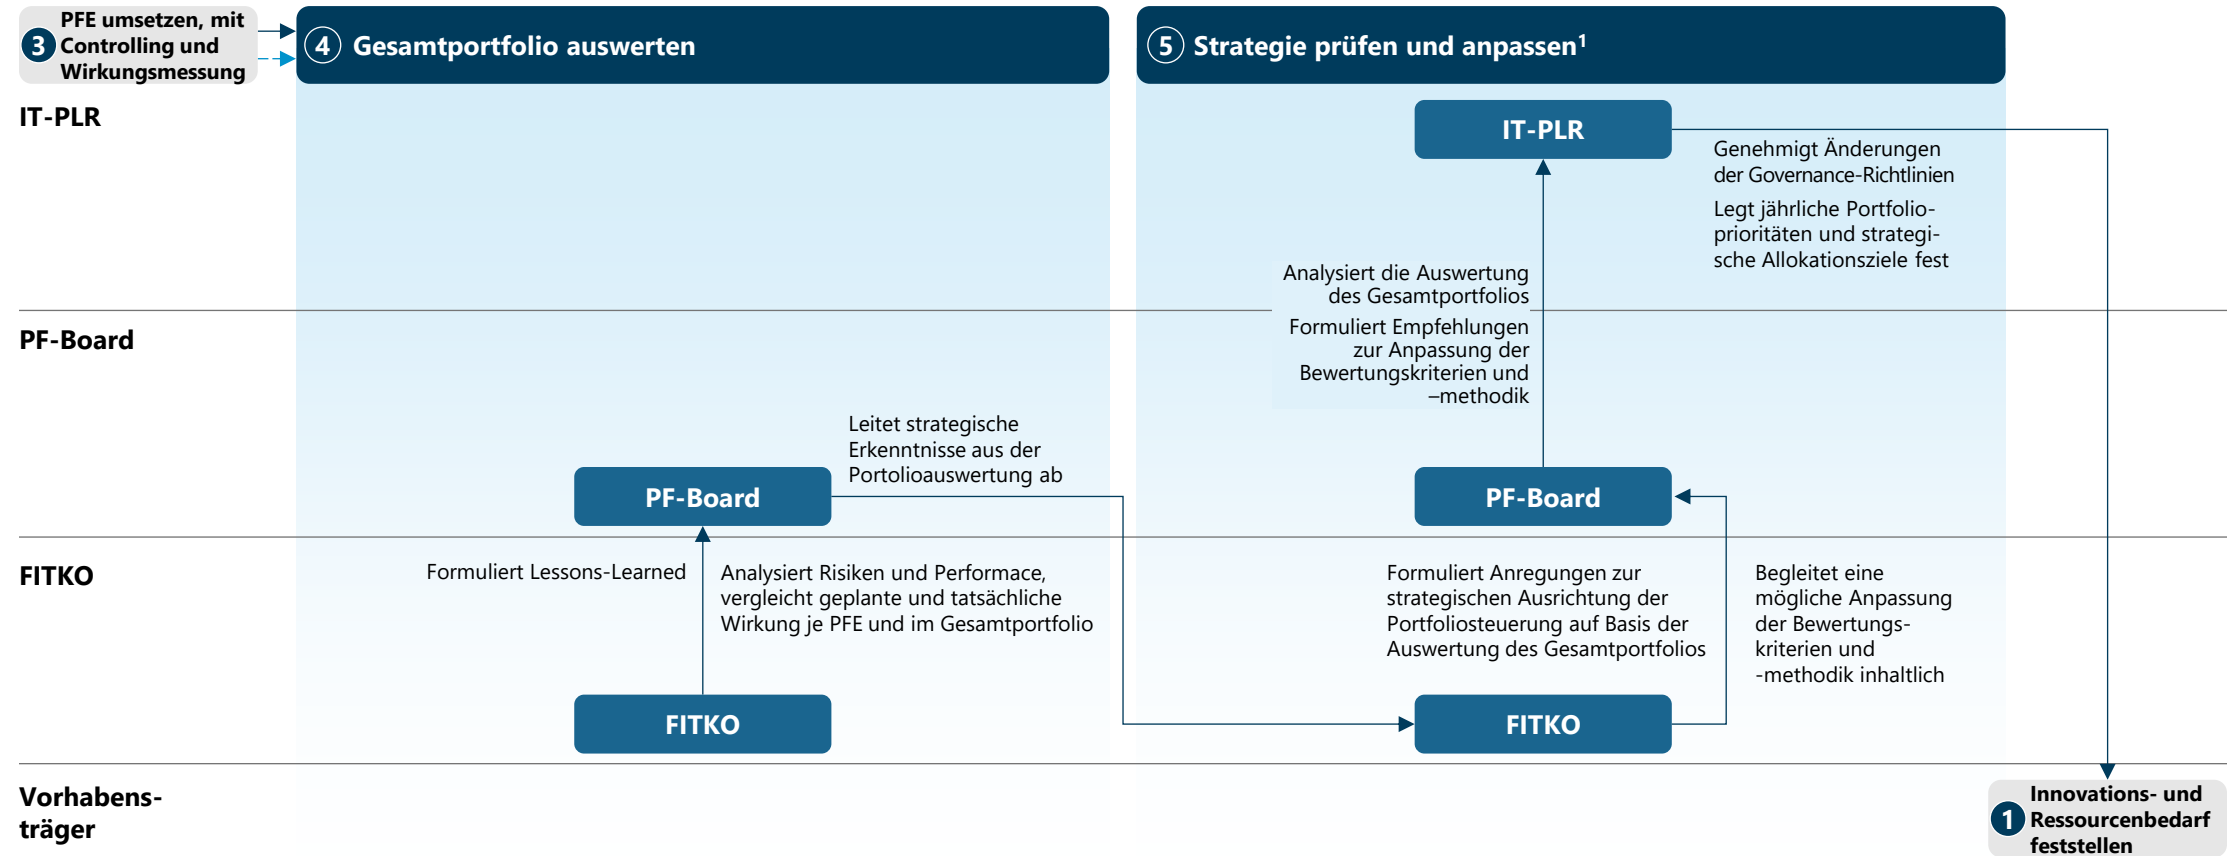 3
PFE umsetzen, mit
Controlling und
Wirkungsmessung
4 Gesamtportfolio auswerten
5 Strategie prüfen und anpassen1
IT-PLR
IT-PLR
Genehmigt Änderungen
der Governance-Richtlinien
Legt jährliche Portfolio-
prioritäten und strategi-
sche Allokationsziele fest
Analysiert die Auswertung
des Gesamtportfolios
Formuliert Empfehlungen
zur Anpassung der
Bewertungskriterien und
–methodik
PF-Board
Leitet strategische
Erkenntnisse aus der
Portolioauswertung ab
PF-Board
PF-Board
FITKO
Formuliert Lessons-Learned
Analysiert Risiken und Performace,
vergleicht geplante und tatsächliche
Wirkung je PFE und im Gesamtportfolio
Formuliert Anregungen zur
strategischen Ausrichtung der
Portfoliosteuerung auf Basis der
Auswertung des Gesamtportfolios
Begleitet eine
mögliche Anpassung
der Bewertungs-
kriterien und
-methodik inhaltlich
FITKO
FITKO
Vorhabens-
träger
1
Innovations- und
Ressourcenbedarf
feststellen